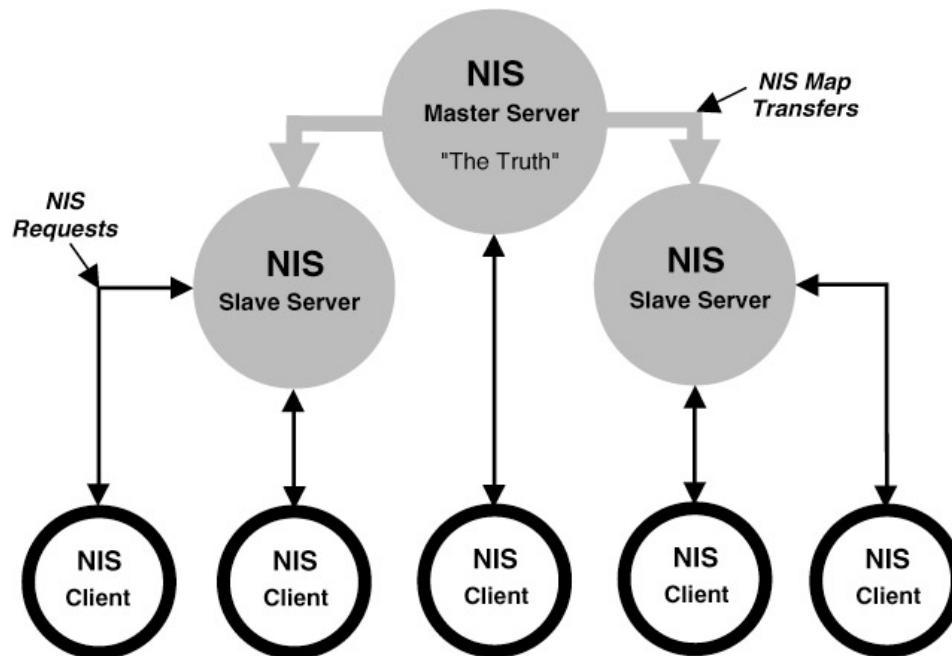 NIS
Master Server
"The Truth"
NIS Map
Transfers
NIS
Requests
NIS
Slave Server
NIS
Slave Server
NIS
Client
NIS
Client
NIS
Client
NIS
Client
NIS
Client